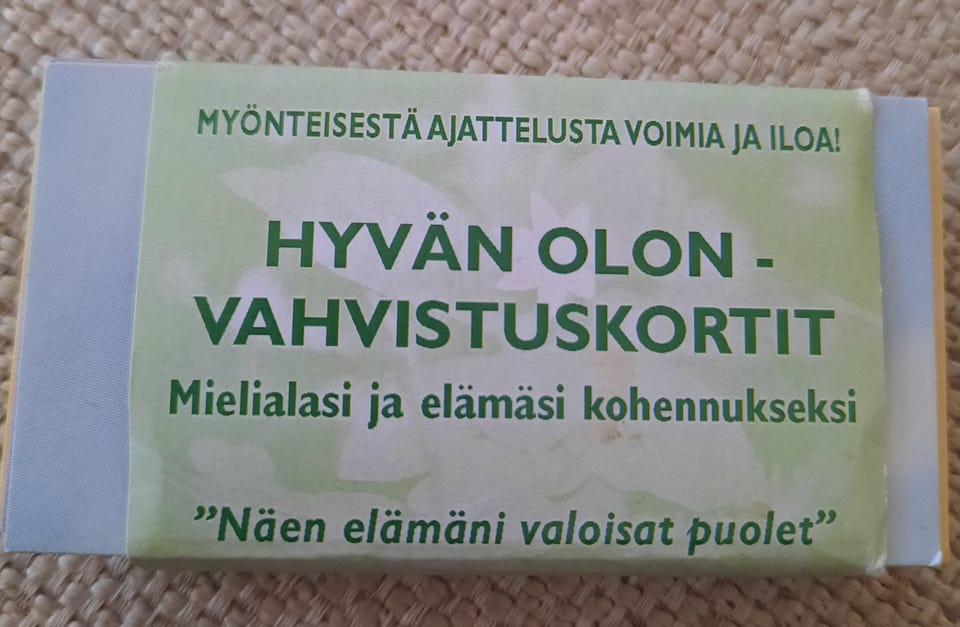 MYÖNTEISESTÄ AJATTELUSTA VOIMIA JA ILOA!
HYVÄN OLON -
VAHVISTUSKORTIT
Mielialasi ja elämäsi kohennukseksi
”Näen elämäni valoisat puolet”